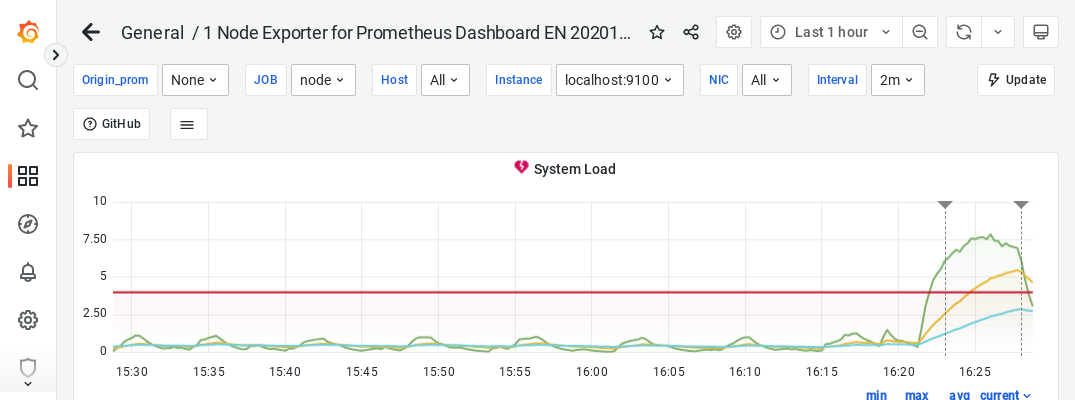 General / 1 Node Exporter for Prometheus Dashboard EN 20201...
Last 1 hour
Origin_prom None JOB node Host All Instance localhost:9100 NIC All Interval 2m Update
GitHub
System Load
10
7.50
5
2.50
0
15:30 15:35 15:40 15:45 15:50 15:55 16:00 16:05 16:10 16:15 16:20 16:25
min max avg current